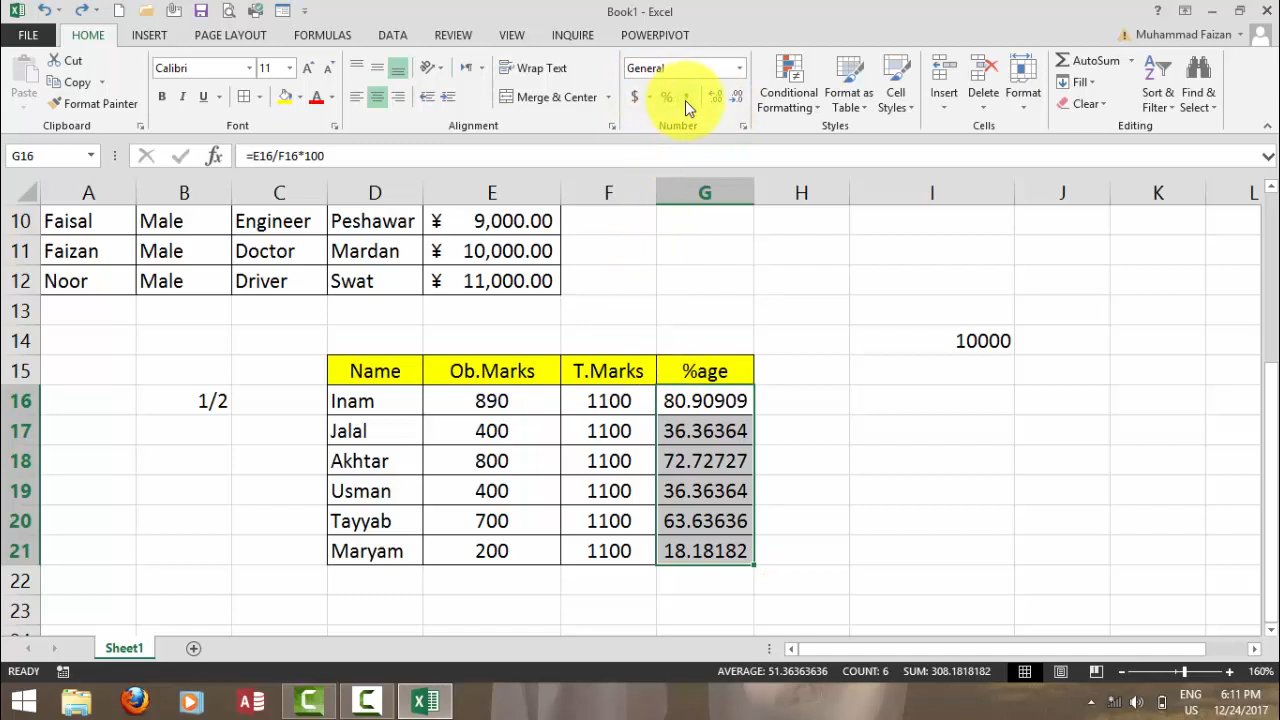 Book1 - Excel
FILE HOME INSERT PAGE LAYOUT FORMULAS DATA REVIEW VIEW INQUIRE POWERPIVOT Muhammad Faizan
Paste
Cut
Copy
Format Painter
Clipboard
Calibri 11
B I U
Font
Wrap Text
Merge & Center
Alignment
General
$ %
Number
Conditional Formatting
Format as Table
Cell Styles
Styles
Insert
Delete
Format
Cells
AutoSum
Fill
Clear
Sort & Filter
Find & Select
Editing
G16 fx =E16/F16*100
A B C D E F G H I J K L
10 Faisal Male Engineer Peshawar ¥ 9,000.00
11 Faizan Male Doctor Mardan ¥ 10,000.00
12 Noor Male Driver Swat ¥ 11,000.00
13
14 10000
15 Name Ob.Marks T.Marks %age
16 1/2 Inam 890 1100 80.90909
17 Jalal 400 1100 36.36364
18 Akhtar 800 1100 72.72727
19 Usman 400 1100 36.36364
20 Tayyab 700 1100 63.63636
21 Maryam 200 1100 18.18182
22
23
Sheet1
READY AVERAGE: 51.36363636 COUNT: 6 SUM: 308.1818182 160%
ENG 6:11 PM
US 12/24/2017